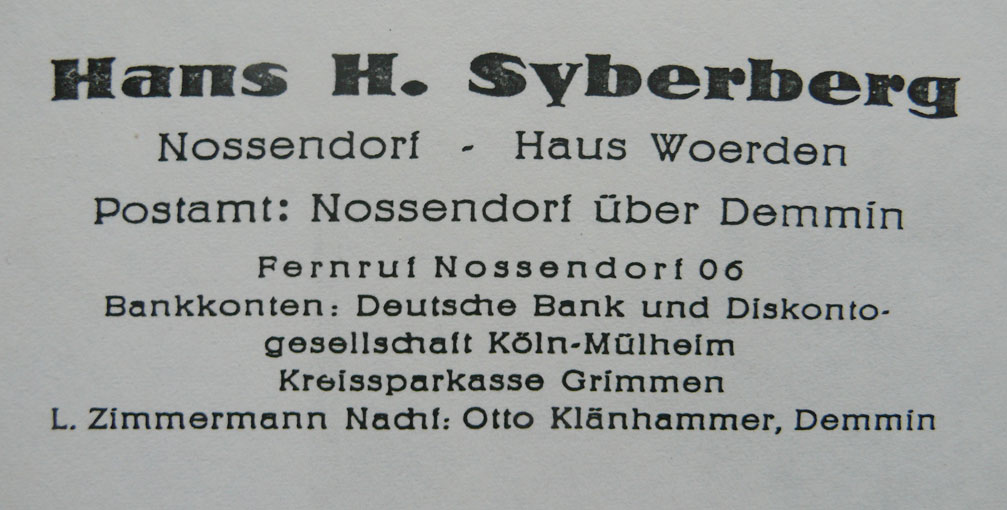 Hans H. Syberberg
Nossendorf - Haus Woerden
Postamt: Nossendorf über Demmin
Fernruf Nossendorf 06
Bankkonten: Deutsche Bank und Diskonto-
gesellschaft Köln-Mülheim
Kreissparkasse Grimmen
L. Zimmermann Nachf: Otto Klänhammer, Demmin